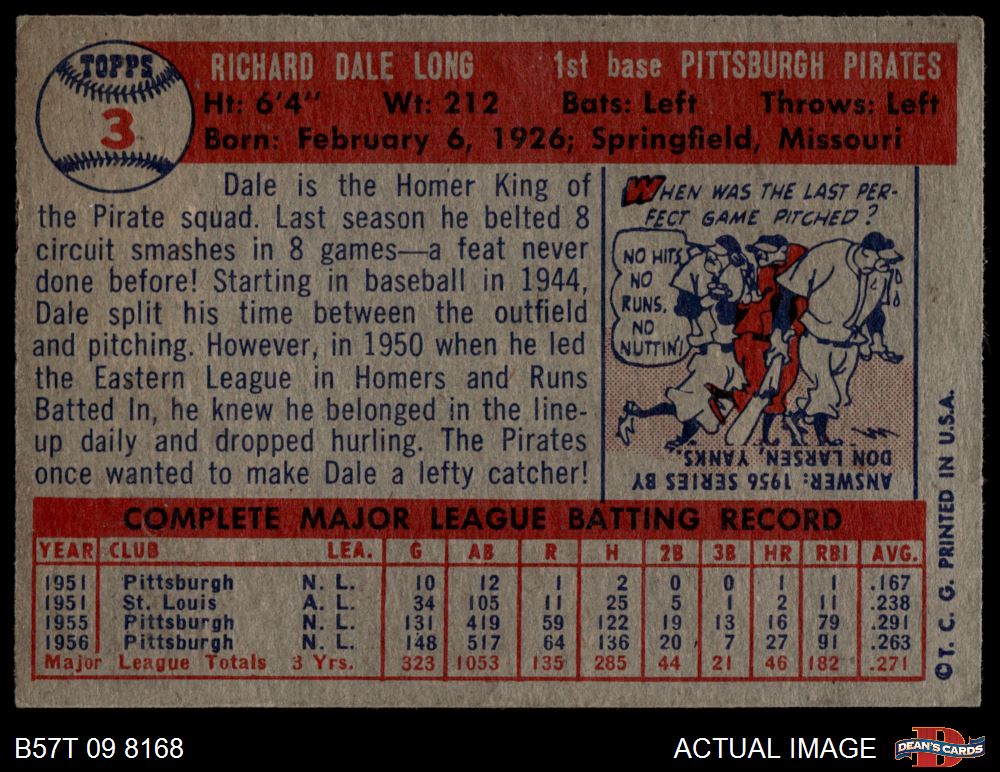 TOPPS
3
RICHARD DALE LONG 1st base PITTSBURGH PIRATES
Ht: 6'4" Wt: 212 Bats: Left Throws: Left
Born: February 6, 1926; Springfield, Missouri
Dale is the Homer King of
the Pirate squad. Last season he belted 8
circuit smashes in 8 games—a feat never
done before! Starting in baseball in 1944,
Dale split his time between the outfield
and pitching. However, in 1950 when he led
the Eastern League in Homers and Runs
Batted In, he knew he belonged in the line-
up daily and dropped hurling. The Pirates
once wanted to make Dale a lefty catcher!
WHEN WAS THE LAST PER-
FECT GAME PITCHED?
NO HITS
NO
RUNS,
NO
NUTTIN'!
ANSWER: 1956 SERIES BY
DON LARSEN, YANKS.
COMPLETE MAJOR LEAGUE BATTING RECORD
YEAR CLUB LEA. G AB R H 2B 3B HR RBI AVG.
1951 Pittsburgh N. L. 10 12 1 2 0 0 1 1 .167
1951 St. Louis A. L. 34 105 11 25 5 1 2 11 .238
1955 Pittsburgh N. L. 131 419 59 122 19 13 16 79 .291
1956 Pittsburgh N. L. 148 517 64 136 20 7 27 91 .263
Major League Totals 3 Yrs. 323 1053 135 285 44 21 46 182 .271
©T. C. G. PRINTED IN U.S.A.
B57T 09 8168
ACTUAL IMAGE
D
DEAN'S CARDS